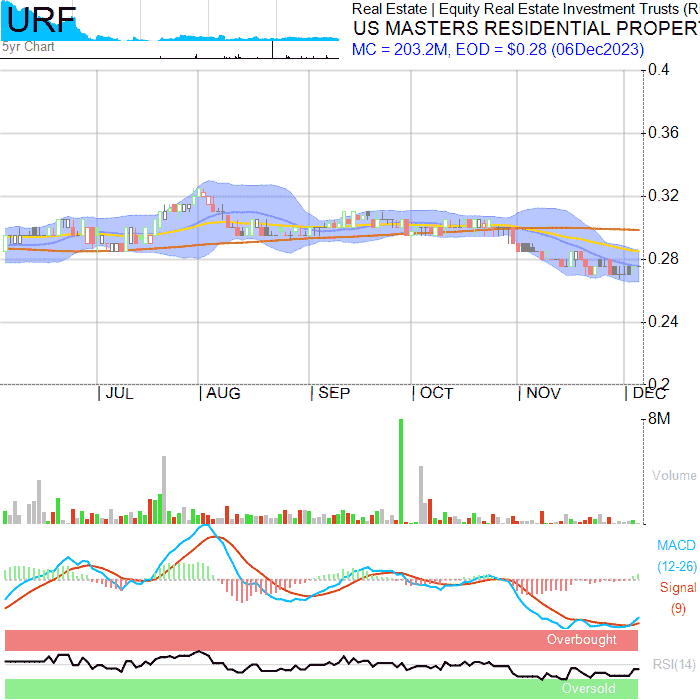 URF
5yr Chart
Real Estate | Equity Real Estate Investment Trusts (R
US MASTERS RESIDENTIAL PROPER
MC = 203.2M, EOD = $0.28 (06Dec2023)
0.4
0.36
0.32
0.28
0.24
0.2
JUL AUG SEP OCT NOV DEC
8M
Volume
MACD
(12-26)
Signal
(9)
Overbought
RSI(14)
Oversold